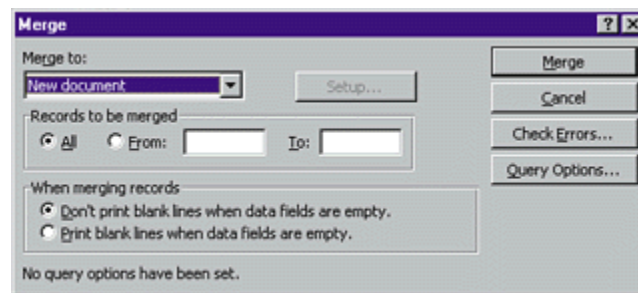 Merge
Merge to:
New document
Setup...
Merge
Cancel
Check Errors...
Query Options...
Records to be merged
All From: To:
When merging records
Don't print blank lines when data fields are empty.
Print blank lines when data fields are empty.
No query options have been set.